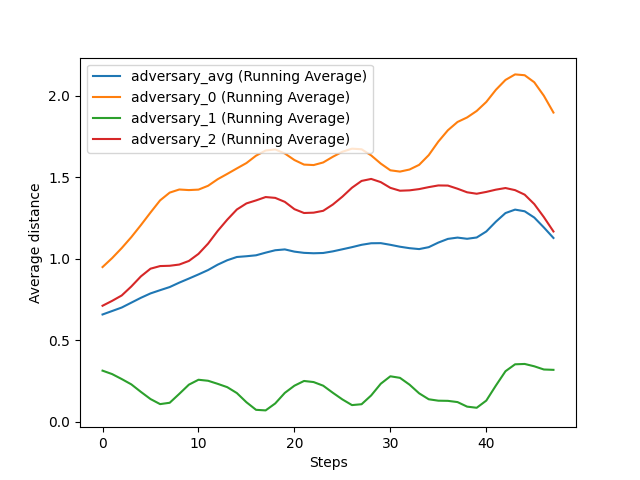 adversary_avg (Running Average)
adversary_0 (Running Average)
adversary_1 (Running Average)
adversary_2 (Running Average)
2.0
1.5
1.0
0.5
0.0
Average distance
0 10 20 30 40
Steps